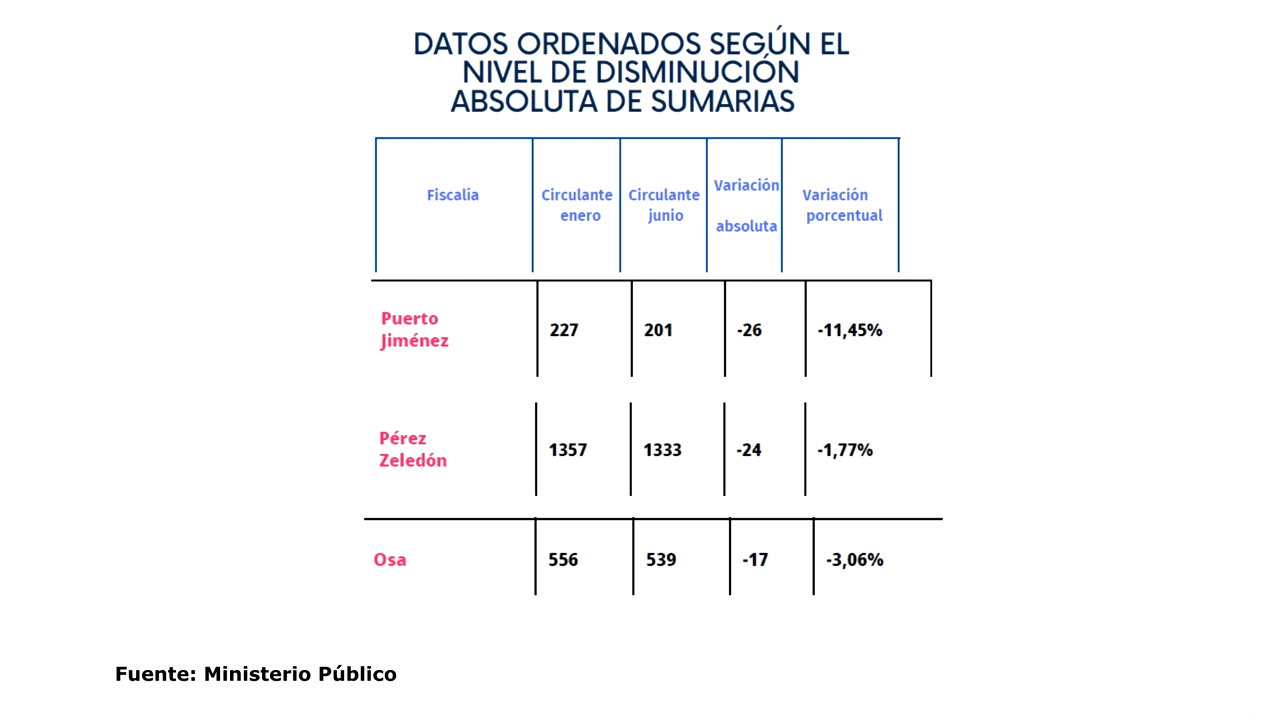 DATOS ORDENADOS SEGÚN EL
NIVEL DE DISMINUCIÓN
ABSOLUTA DE SUMARIAS
Fiscalía
Circulante
enero
Circulante
junio
Variación
absoluta
Variación
porcentual
Puerto
Jiménez
227
201
-26
-11,45%
Pérez
Zeledón
1357
1333
-24
-1,77%
Osa
556
539
-17
-3,06%
Fuente: Ministerio Público